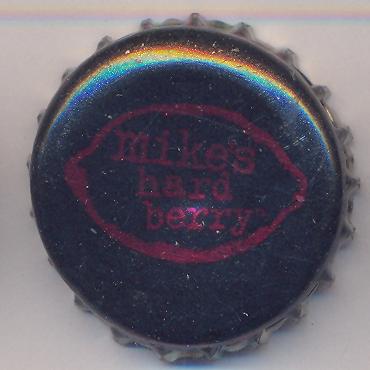 mike's
hard
berry